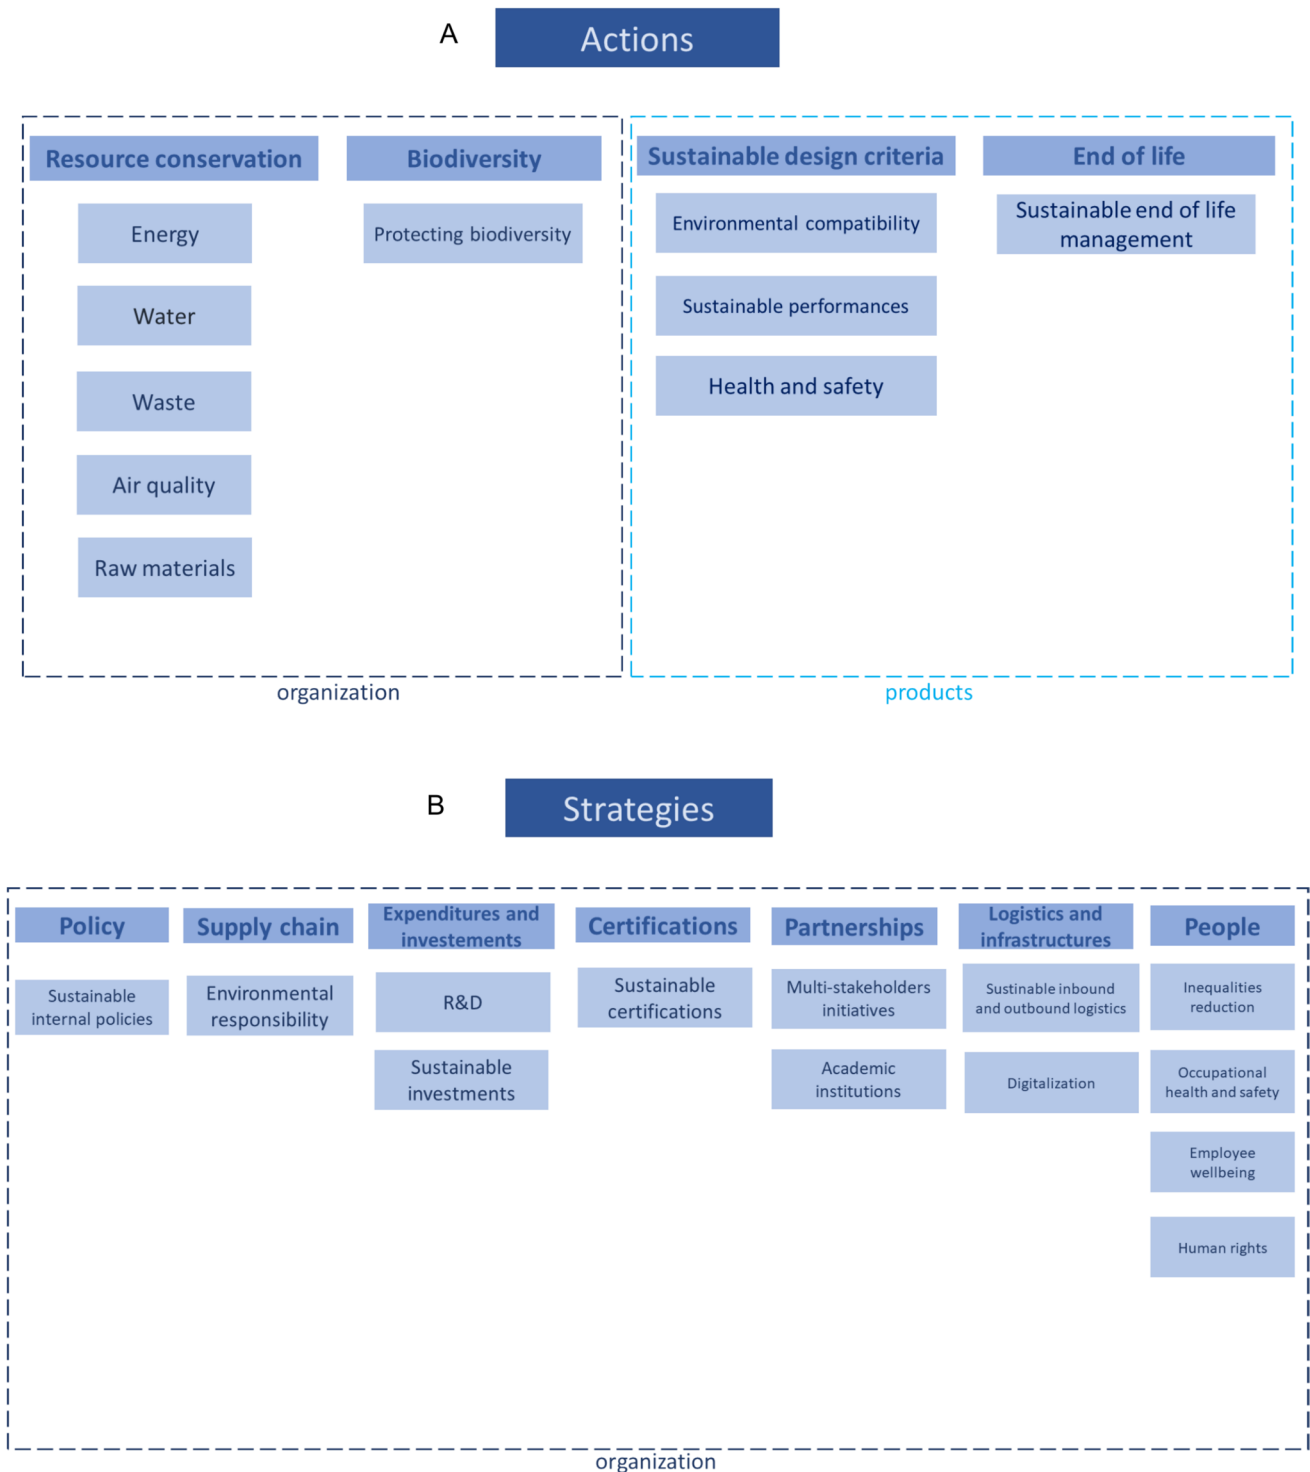 A
Actions
Resource conservation
Energy
Water
Waste
Air quality
Raw materials
Biodiversity
Protecting biodiversity
organization
Sustainable design criteria
Environmental compatibility
Sustainable performances
Health and safety
End of life
Sustainable end of life
management
products
B
Strategies
Policy
Sustainable
internal policies
Supply chain
Environmental
responsibility
Expenditures and
investements
R&D
Sustainable
investments
Certifications
Sustainable
certifications
Partnerships
Multi-stakeholders
initiatives
Academic
institutions
Logistics and
infrastructures
Sustinable inbound
and outbound logistics
Digitalization
People
Inequalities
reduction
Occupational
health and safety
Employee
wellbeing
Human rights
organization